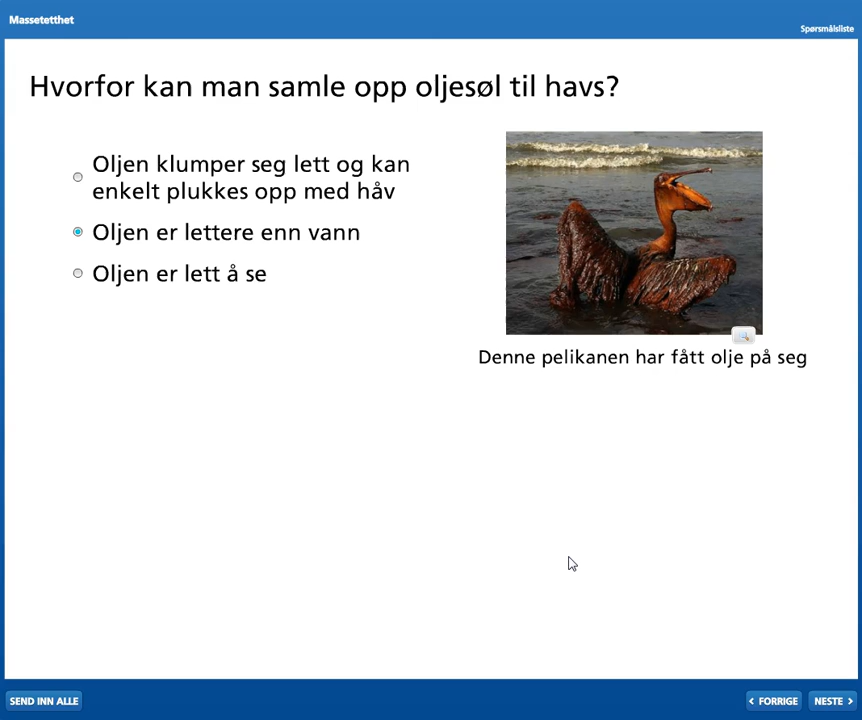 Massetetthet
Spørsmålsliste
Hvorfor kan man samle opp oljesøl til havs?
Oljen klumper seg lett og kan
enkelt plukkes opp med håv
Oljen er lettere enn vann
Oljen er lett å se
Denne pelikanen har fått olje på seg
SEND INN ALLE
FORRIGE
NESTE